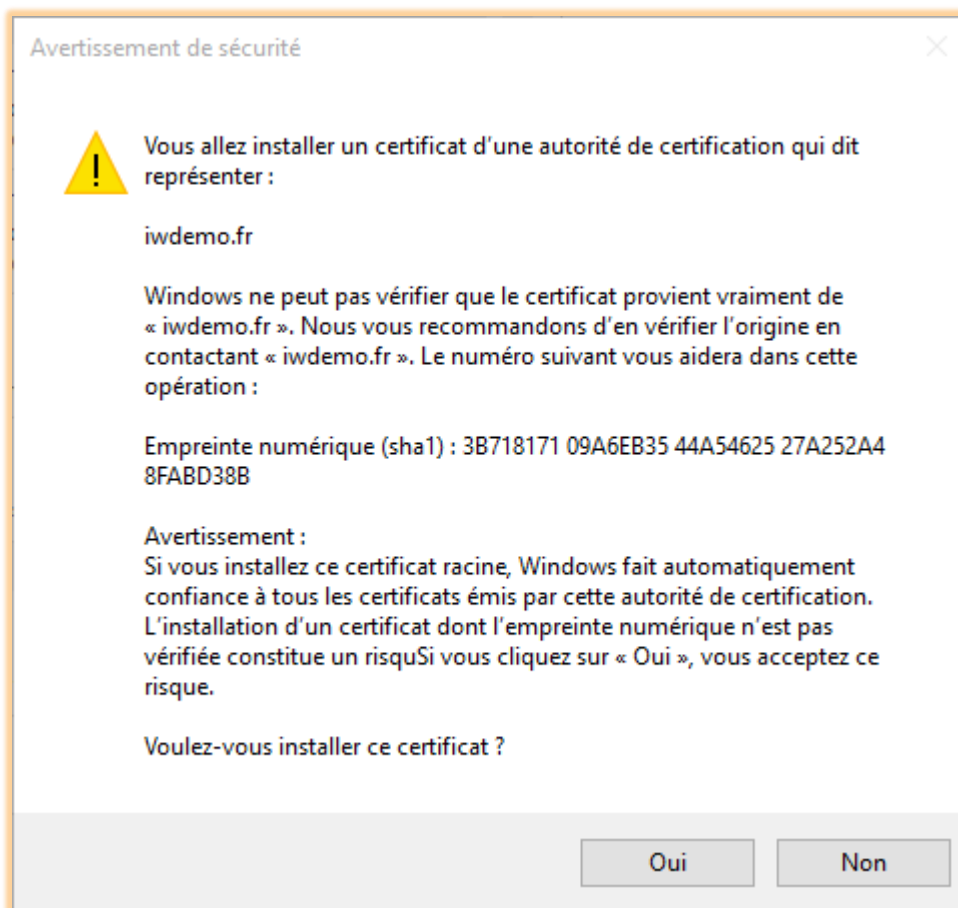 Avertissement de sécurité
Vous allez installer un certificat d'une autorité de certification qui dit
représenter :
iwdemo.fr
Windows ne peut pas vérifier que le certificat provient vraiment de
« iwdemo.fr ». Nous vous recommandons d'en vérifier l'origine en
contactant « iwdemo.fr ». Le numéro suivant vous aidera dans cette
opération :
Empreinte numérique (sha1) : 3B718171 09A6EB35 44A54625 27A252A4
8FABD38B
Avertissement :
Si vous installez ce certificat racine, Windows fait automatiquement
confiance à tous les certificats émis par cette autorité de certification.
L'installation d'un certificat dont l'empreinte numérique n'est pas
vérifiée constitue un risquSi vous cliquez sur « Oui », vous acceptez ce
risque.
Voulez-vous installer ce certificat ?
Oui
Non